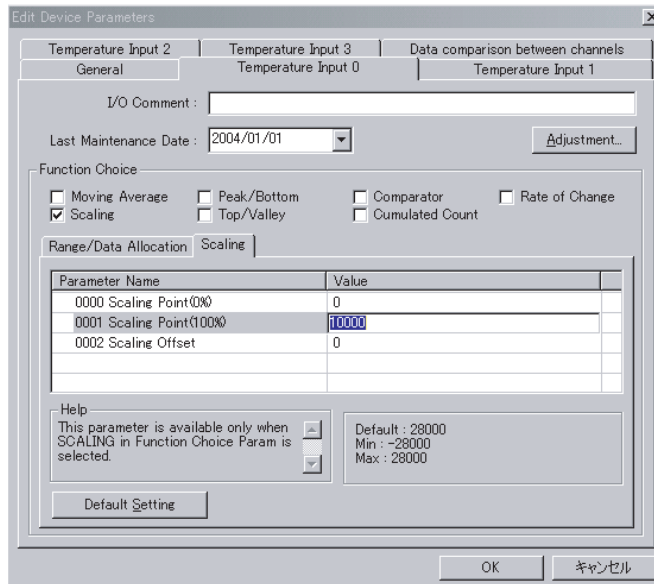 Edit Device Parameters
Temperature Input 2 Temperature Input 3 Data comparison between channels
General Temperature Input 0 Temperature Input 1
I/O Comment :
Last Maintenance Date : 2004/01/01 Adjustment...
Function Choice
Moving Average Peak/Bottom Comparator Rate of Change
Scaling Top/Valley Cumulated Count
Range/Data Allocation Scaling
Parameter Name Value
0000 Scaling Point(0%) 0
0001 Scaling Point(100%) 10000
0002 Scaling Offset 0
Help
This parameter is available only when
SCALING in Function Choice Param is
selected.
Default : 28000
Min : -28000
Max : 28000
Default Setting
OK キャンセル